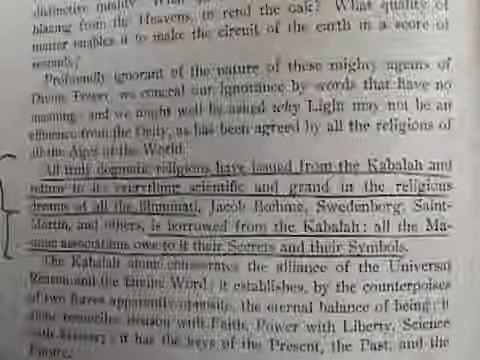 distinctive quality? What
blazing from the Heavens, to rend the oak? What quality of
matter enables it to make the circuit of the earth in a score of
seconds?
Profoundly ignorant of the nature of these mighty agents of
Divine Power, we conceal our ignorance by words that have no
meaning; and we might well be asked why Light may not be an
effluence from the Deity, as has been agreed by all the religions of
all the Ages of the World.
All truly dogmatic religions have issued from the Kabalah and
return to it: everything scientific and grand in the religious
dreams of all the Illuminati, Jacob Bœhme, Swedenborg, Saint-
Martin, and others, is borrowed from the Kabalah; all the Ma-
sonic associations owe to it their Secrets and their Symbols.
The Kabalah alone consecrates the alliance of the Universal
Reason and the Divine Word; it establishes, by the counterpoises
of two forces apparently opposite, the eternal balance of being; it
alone reconciles Reason with Faith, Power with Liberty, Science
with Mystery; it has the keys of the Present, the Past, and the
Future.